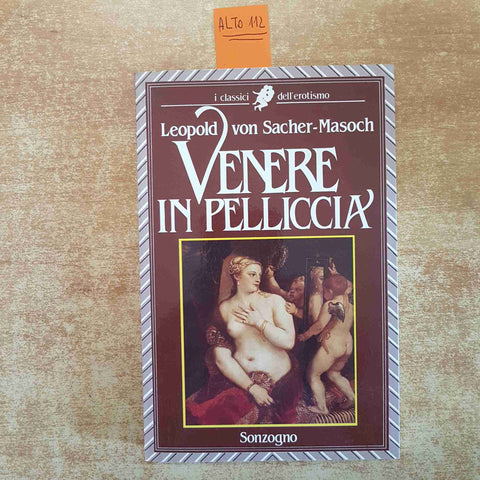 ALTO 112
i classici dell'erotismo
Leopold von Sacher-Masoch
VENERE
IN PELLICCIA
Sonzogno